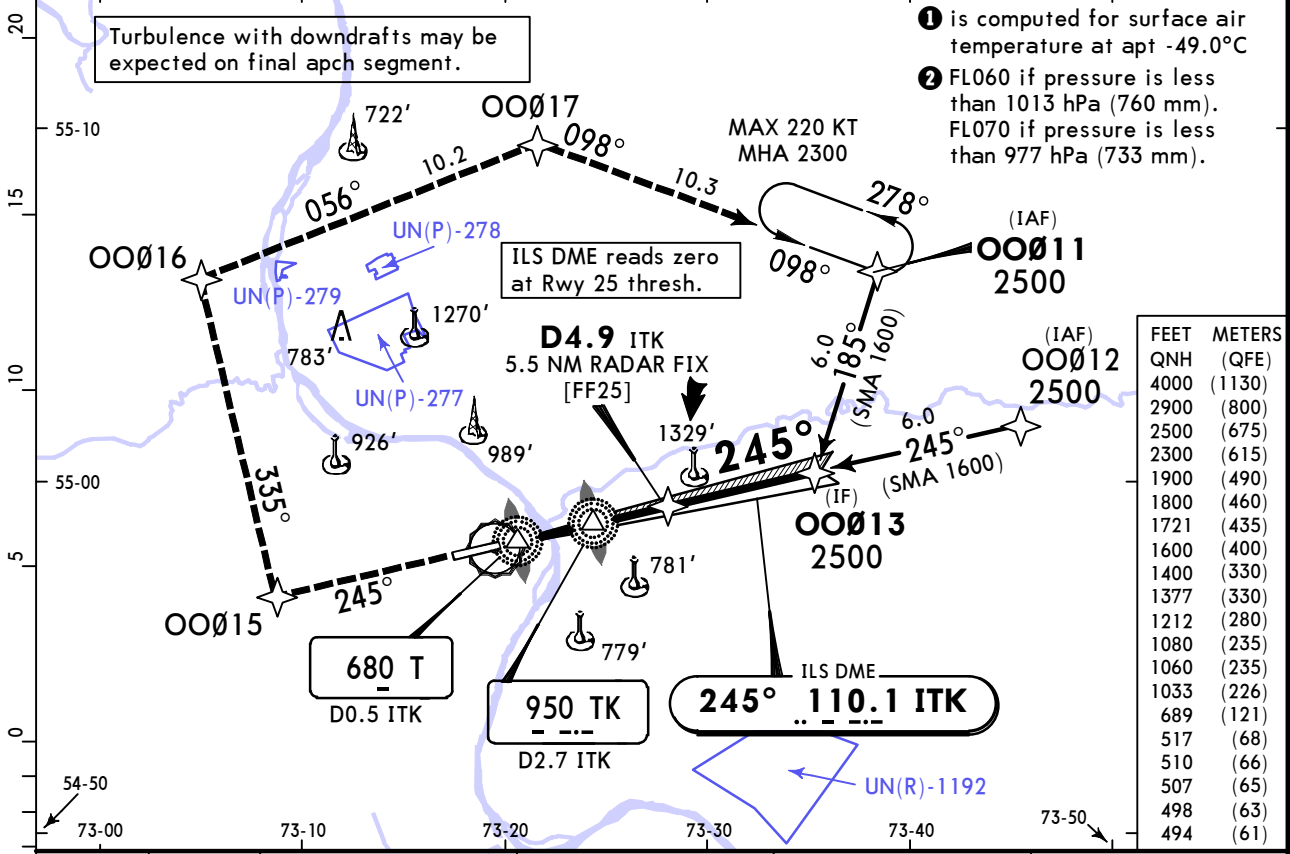 20
Turbulence with downdrafts may be
expected on final apch segment.
❶ is computed for surface air
temperature at apt -49.0°C
❷ FL060 if pressure is less
than 1013 hPa (760 mm).
FL070 if pressure is less
than 977 hPa (733 mm).
55-10
722'
OOØ17
098°
MAX 220 KT
MHA 2300
10.2
10.3
056°
278°
15
(IAF)
OOØ11
2500
UN(P)-278
OOØ16
ILS DME reads zero
at Rwy 25 thresh.
098°
UN(P)-279
1270'
783'
D4.9 ITK
5.5 NM RADAR FIX
[FF25]
6.0
185°
(SMA 1600)
(IAF)
OOØ12
2500
10
UN(P)-277
1329'
6.0
245°
(SMA 1600)
926'
989'
245°
335°
55-00
(IF)
OOØ13
2500
5
781'
245°
OOØ15
779'
680 T
D0.5 ITK
950 TK
D2.7 ITK
ILS DME
245° 110.1 ITK
0
UN(R)-1192
54-50
73-00
73-10
73-20
73-30
73-40
73-50
FEET METERS
QNH (QFE)
4000 (1130)
2900 (800)
2500 (675)
2300 (615)
1900 (490)
1800 (460)
1721 (435)
1600 (400)
1400 (330)
1377 (330)
1212 (280)
1080 (235)
1060 (235)
1033 (226)
689 (121)
517 (68)
510 (66)
507 (65)
498 (63)
494 (61)